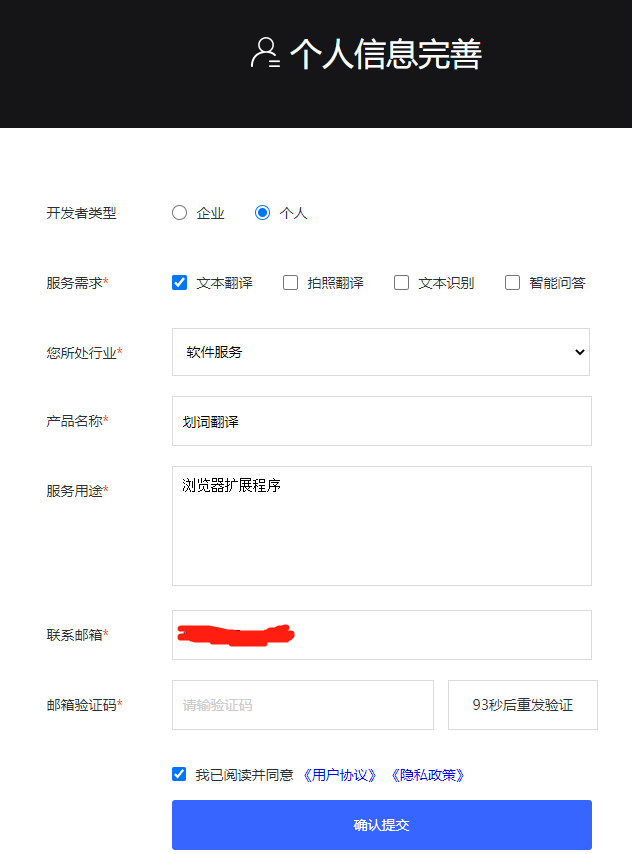 个人信息完善
开发者类型 企业 个人
服务需求* 文本翻译 拍照翻译 文本识别 智能问答
您所处行业* 软件服务
产品名称* 划词翻译
服务用途* 浏览器扩展程序
联系邮箱*
邮箱验证码* 请输验证码 93秒后重发验证
我已阅读并同意 《用户协议》 《隐私政策》
确认提交